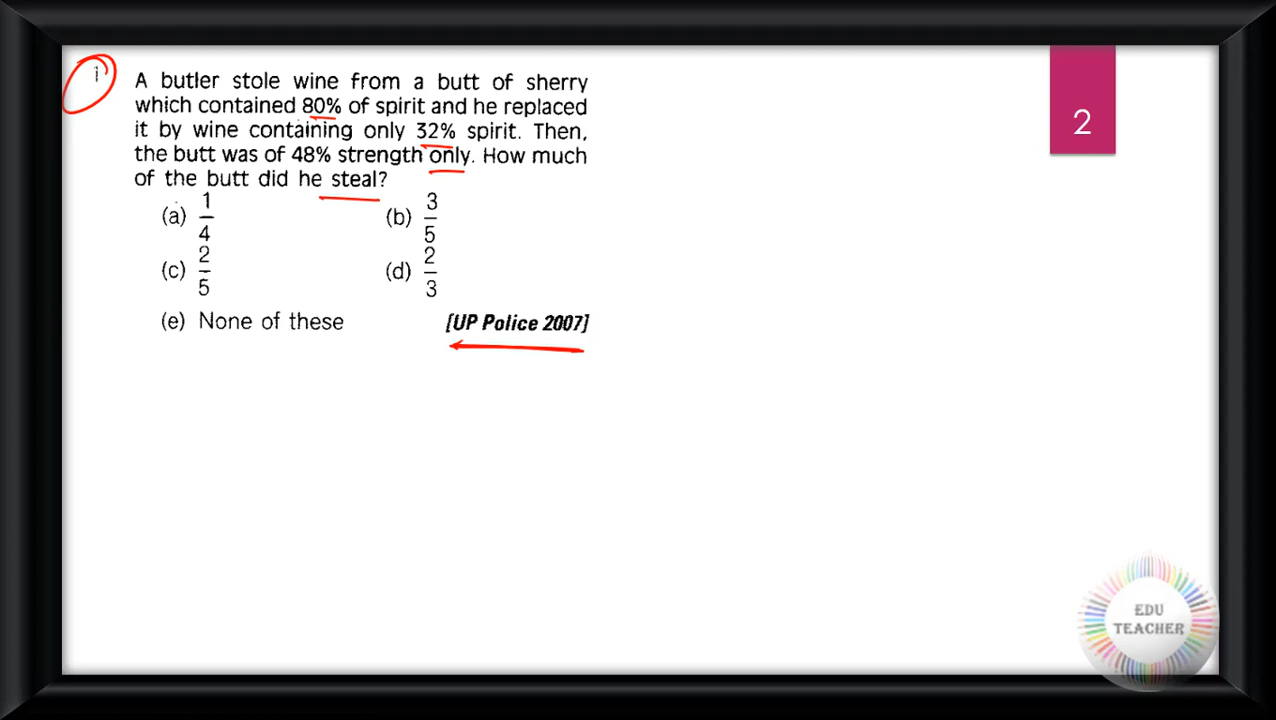 1
A butler stole wine from a butt of sherry
which contained 80% of spirit and he replaced
it by wine containing only 32% spirit. Then,
the butt was of 48% strength only. How much
of the butt did he steal?
(a) 1/4 (b) 3/5
(c) 2/5 (d) 2/3
(e) None of these [UP Police 2007]
2
EDU
TEACHER